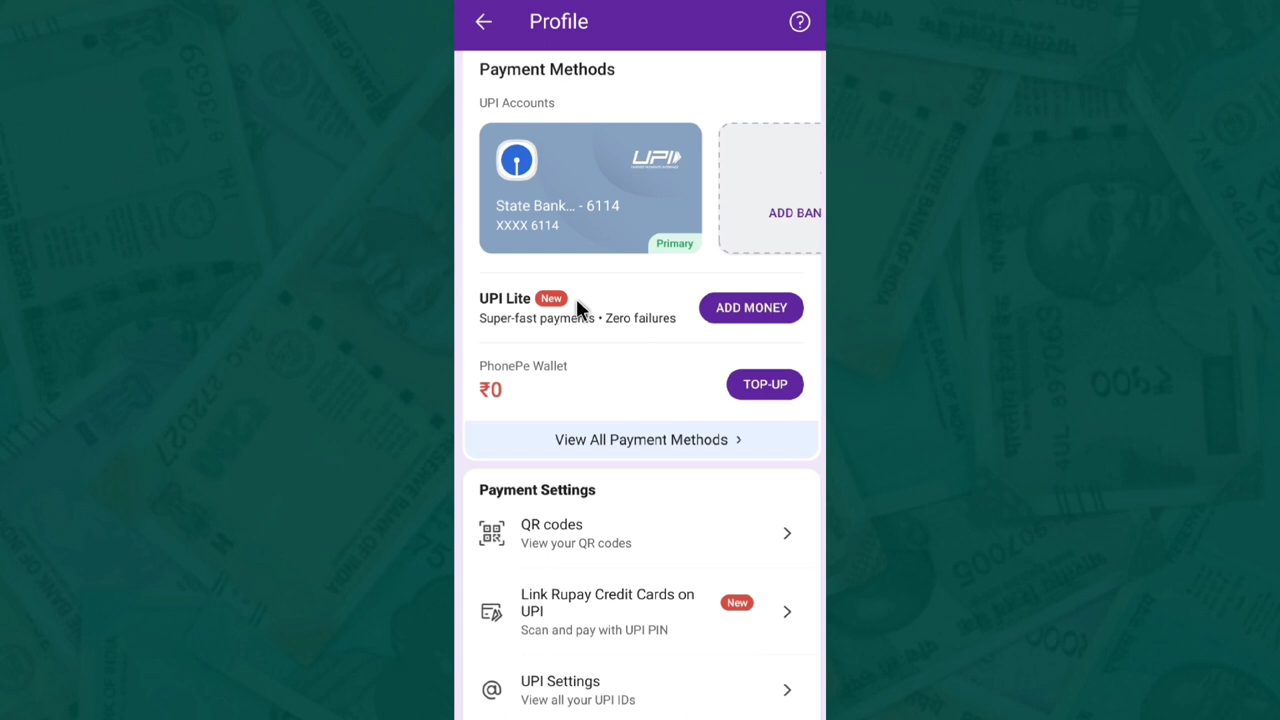 Profile
Payment Methods
UPI Accounts
UPI
State Bank... - 6114
XXXX 6114
Primary
ADD BAN
UPI Lite New
Super-fast payments • Zero failures
ADD MONEY
PhonePe Wallet
₹0
TOP-UP
View All Payment Methods >
Payment Settings
QR codes
View your QR codes
Link Rupay Credit Cards on
UPI
New
Scan and pay with UPI PIN
UPI Settings
View all your UPI IDs